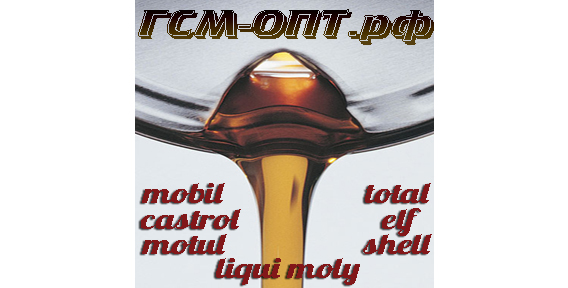 ГСМ-ОПТ.рф
mobil
castrol
motul
total
elf
shell
liqui moly